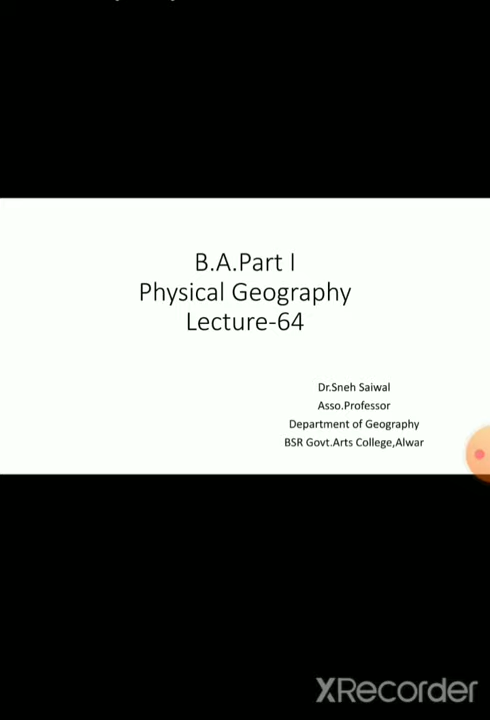 B.A.Part I
Physical Geography
Lecture-64
Dr.Sneh Saiwal
Asso.Professor
Department of Geography
BSR Govt.Arts College,Alwar
XRecorder